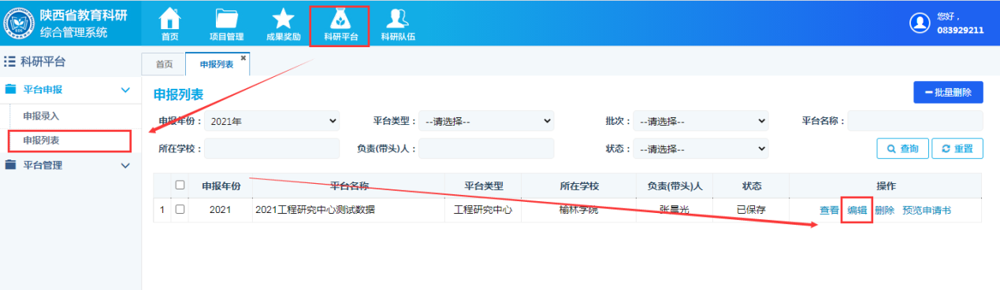 陕西省教育科研
综合管理系统
首页 项目管理 成果奖励 科研平台 科研队伍
您好，
083929211
科研平台
首页 申报列表 ×
平台申报
申报列表
批量删除
申报录入
申报年份： 2021年 平台类型： --请选择-- 批次： --请选择-- 平台名称：
申报列表
所在学校： 负责(带头)人： 状态： --请选择-- 查询 重置
平台管理
申报年份 平台名称 平台类型 所在学校 负责(带头)人 状态 操作
1 2021 2021工程研究中心测试数据 工程研究中心 榆林学院 张晨光 已保存 查看 编辑 删除 预览申请书